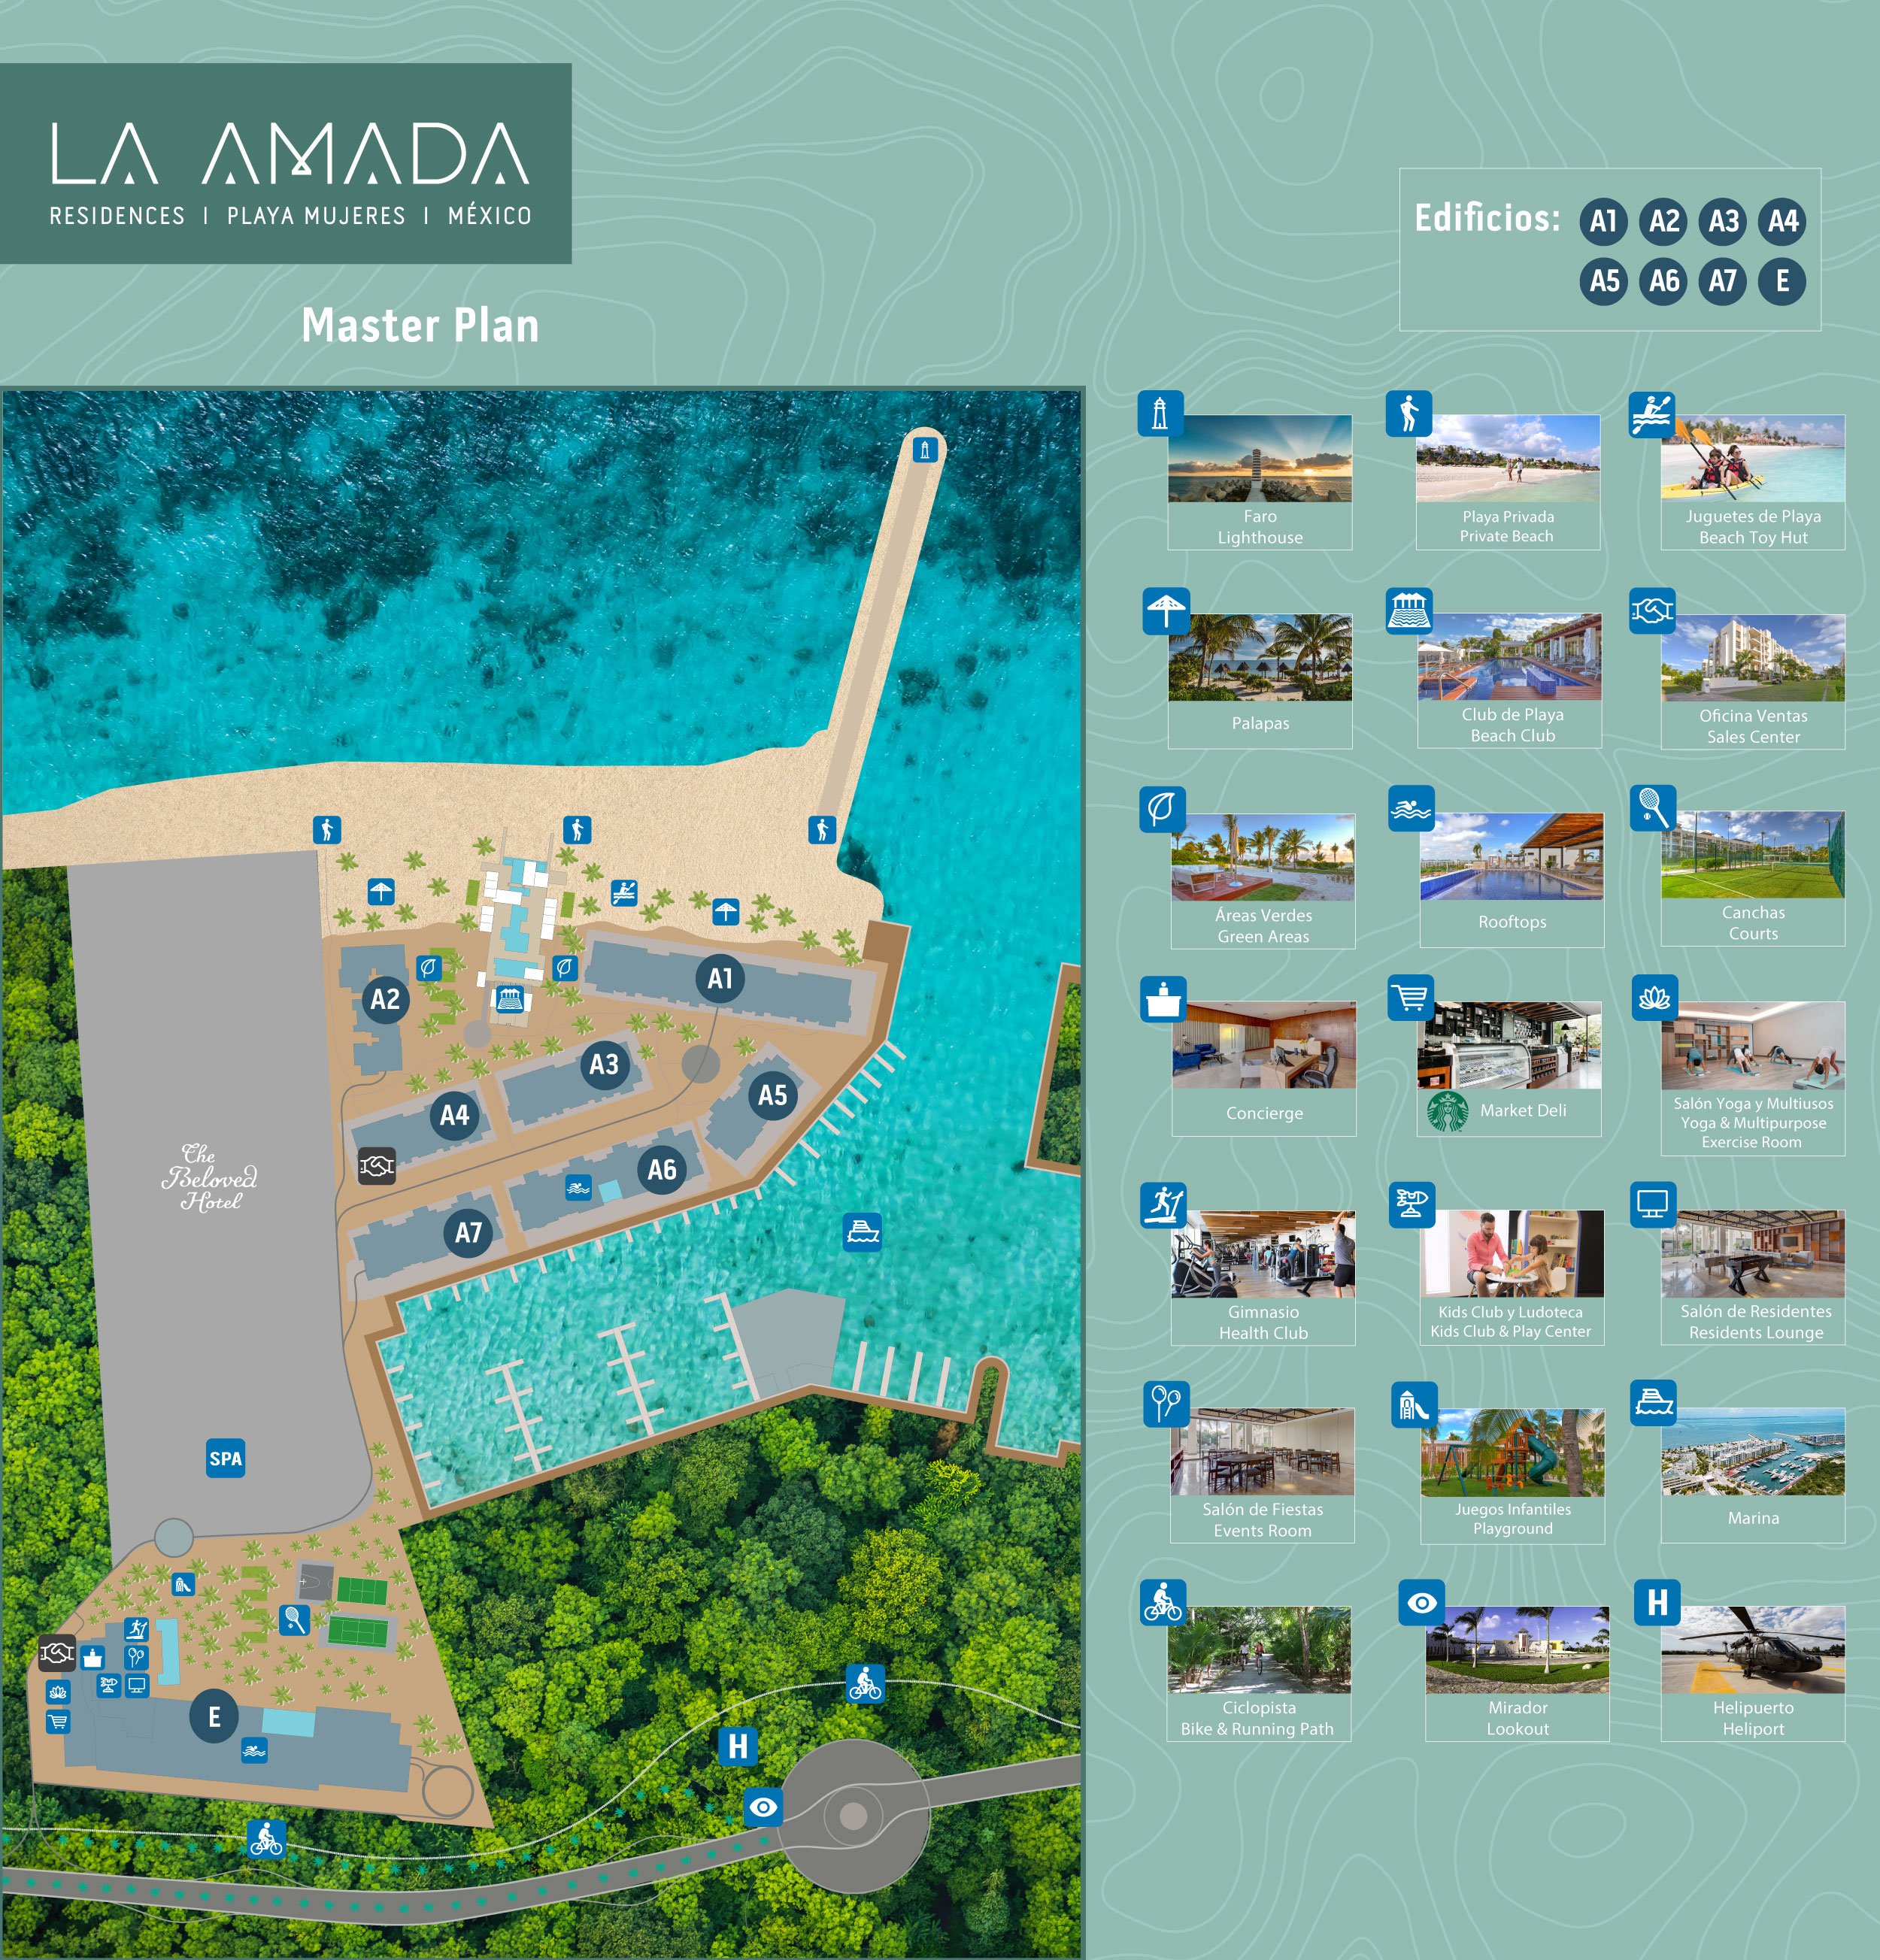 LA AMADA
RESIDENCES | PLAYA MUJERES | MÉXICO
Master Plan
Edificios: A1 A2 A3 A4
A5 A6 A7 E
Faro
Lighthouse
Playa Privada
Private Beach
Juguetes de Playa
Beach Toy Hut
Palapas
Club de Playa
Beach Club
Oficina Ventas
Sales Center
Áreas Verdes
Green Areas
Rooftops
Canchas
Courts
Concierge
Market Deli
Salón Yoga y Multiusos
Yoga & Multipurpose
Exercise Room
Gimnasio
Health Club
Kids Club y Ludoteca
Kids Club & Play Center
Salón de Residentes
Residents Lounge
Salón de Fiestas
Events Room
Juegos Infantiles
Playground
Marina
Ciclopista
Bike & Running Path
Mirador
Lookout
H
Helipuerto
Heliport
A1
A2
A3
A5
A4
A6
A7
The
Beloved
Hotel
SPA
E
H